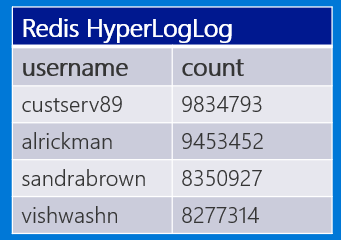 Redis HyperLogLog
username count
custserv89 9834793
alrickman 9453452
sandrabrown 8350927
vishwashn 8277314